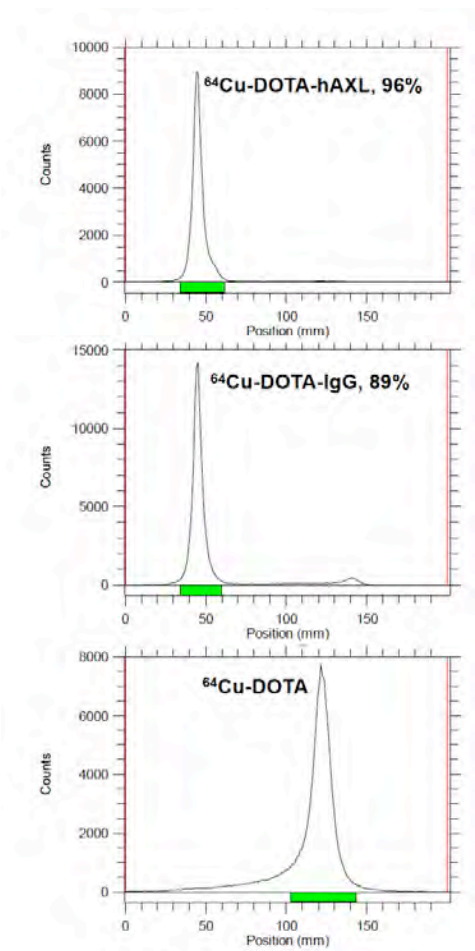 10000
⁶⁴Cu-DOTA-hAXL, 96%
8000
6000
Counts
4000
2000
0
0 50 100 150
Position (mm)
15000
⁶⁴Cu-DOTA-IgG, 89%
10000
Counts
5000
0
0 50 100 150
Position (mm)
8000
⁶⁴Cu-DOTA
6000
Counts
4000
2000
0
0 50 100 150
Position (mm)